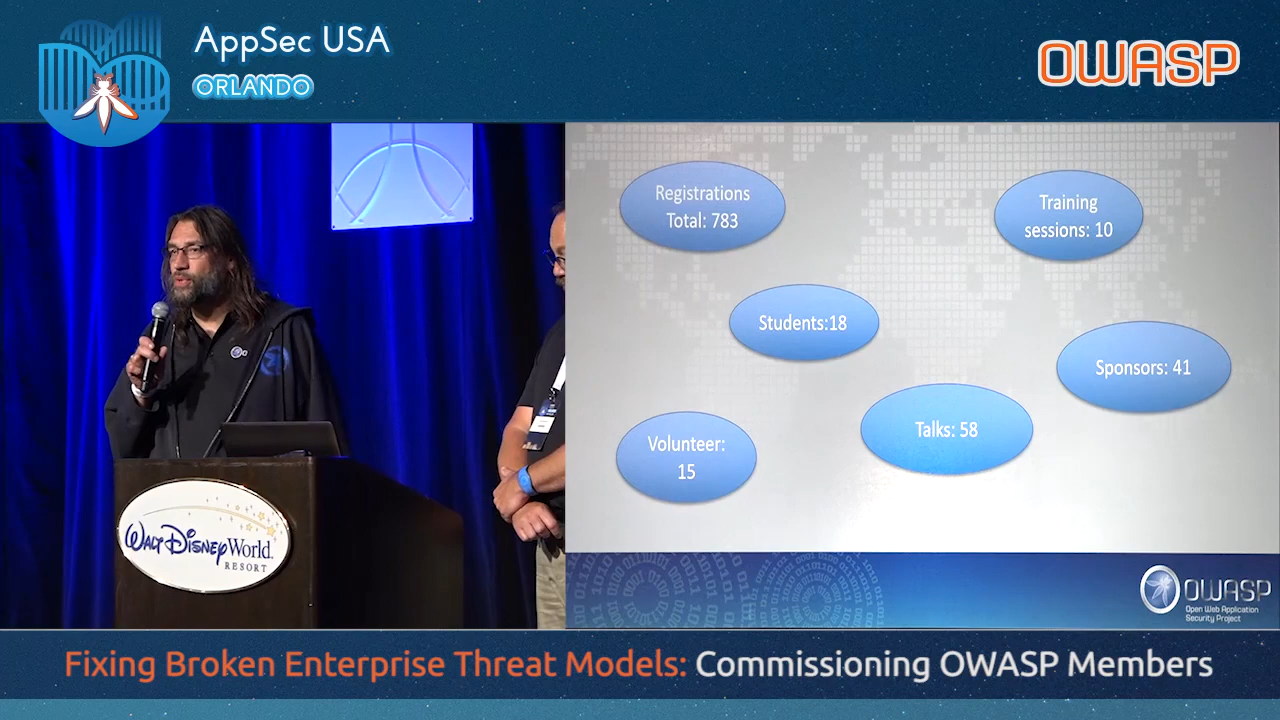 AppSec USA
ORLANDO
OWASP
Registrations
Total: 783
Training
sessions: 10
Students:18
Sponsors: 41
Talks: 58
Volunteer:
15
WALT DISNEY World.
RESORT
OWASP
Open Web Application
Security Project
Fixing Broken Enterprise Threat Models: Commissioning OWASP Members